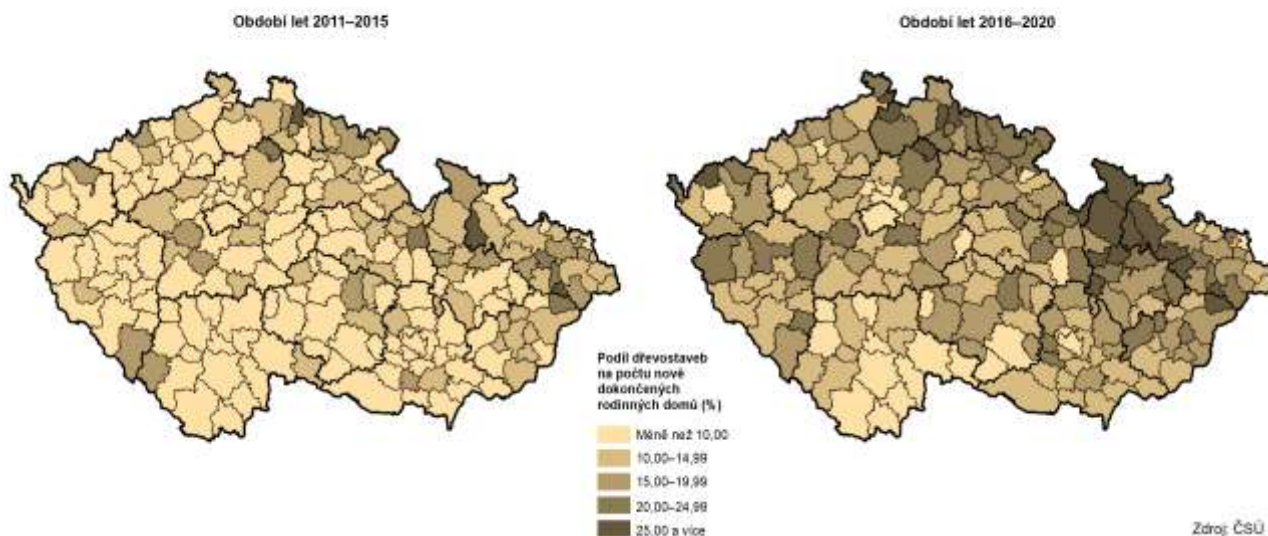 Období let 2011–2015
Období let 2016–2020
Podíl dřevostaveb
na počtu nově
dokončených
rodinných domů (%)
Méně než 10,00
10,00–14,99
15,00–19,99
20,00–24,99
25,00 a více
Zdroj: ČSÚ